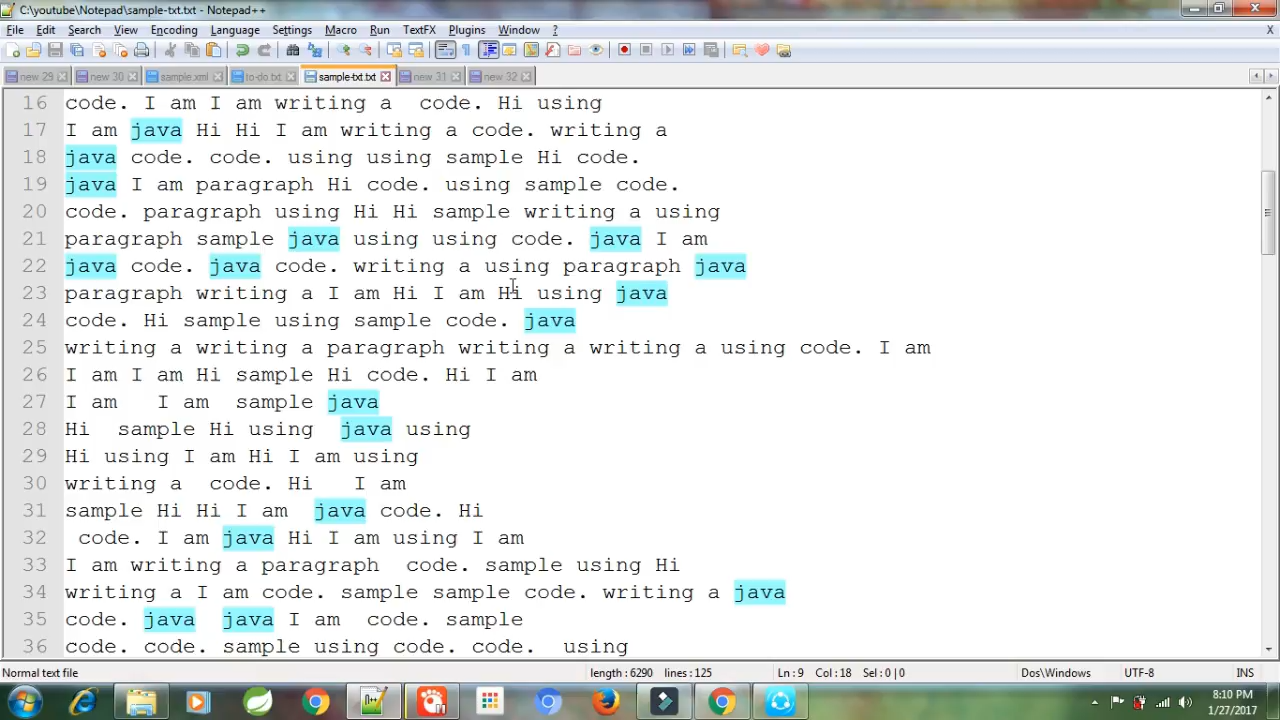 C:\youtube\Notepad\sample-txt.txt - Notepad++
File Edit Search View Encoding Language Settings Macro Run TextFX Plugins Window ? X
new 29 new 30 sample.xml to-do.txt sample-txt.txt new 31 new 32
16 code. I am I am writing a  code. Hi using
17 I am java Hi Hi I am writing a code. writing a
18 java code. code. using using sample Hi code.
19 java I am paragraph Hi code. using sample code.
20 code. paragraph using Hi Hi sample writing a using
21 paragraph sample java using using code. java I am
22 java code. java code. writing a using paragraph java
23 paragraph writing a I am Hi I am Hi using java
24 code. Hi sample using sample code. java
25 writing a writing a paragraph writing a writing a using code. I am
26 I am I am Hi sample Hi code. Hi I am
27 I am   I am  sample java
28 Hi  sample Hi using  java using
29 Hi using I am Hi I am using
30 writing a  code. Hi   I am
31 sample Hi Hi I am  java code. Hi
32  code. I am java Hi I am using I am
33 I am writing a paragraph  code. sample using Hi
34 writing a I am code. sample sample code. writing a java
35 code. java  java I am  code. sample
36 code. code. sample using code. code.  using
Normal text file length : 6290 lines : 125 Ln : 9 Col : 18 Sel : 0 | 0 Dos\Windows UTF-8 INS
8:10 PM
1/27/2017